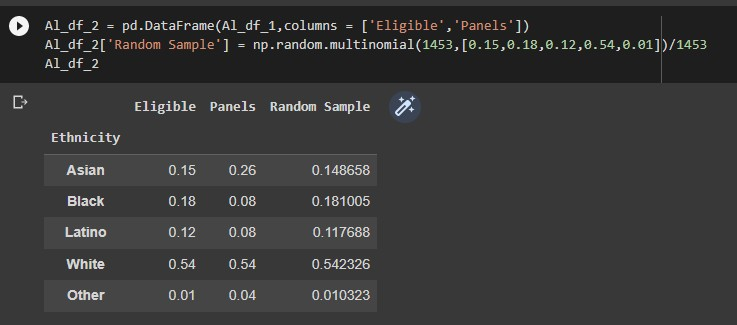 Al_df_2 = pd.DataFrame(Al_df_1,columns = ['Eligible','Panels'])
Al_df_2['Random Sample'] = np.random.multinomial(1453,[0.15,0.18,0.12,0.54,0.01])/1453
Al_df_2
Eligible Panels Random Sample
Ethnicity
Asian 0.15 0.26 0.148658
Black 0.18 0.08 0.181005
Latino 0.12 0.08 0.117688
White 0.54 0.54 0.542326
Other 0.01 0.04 0.010323